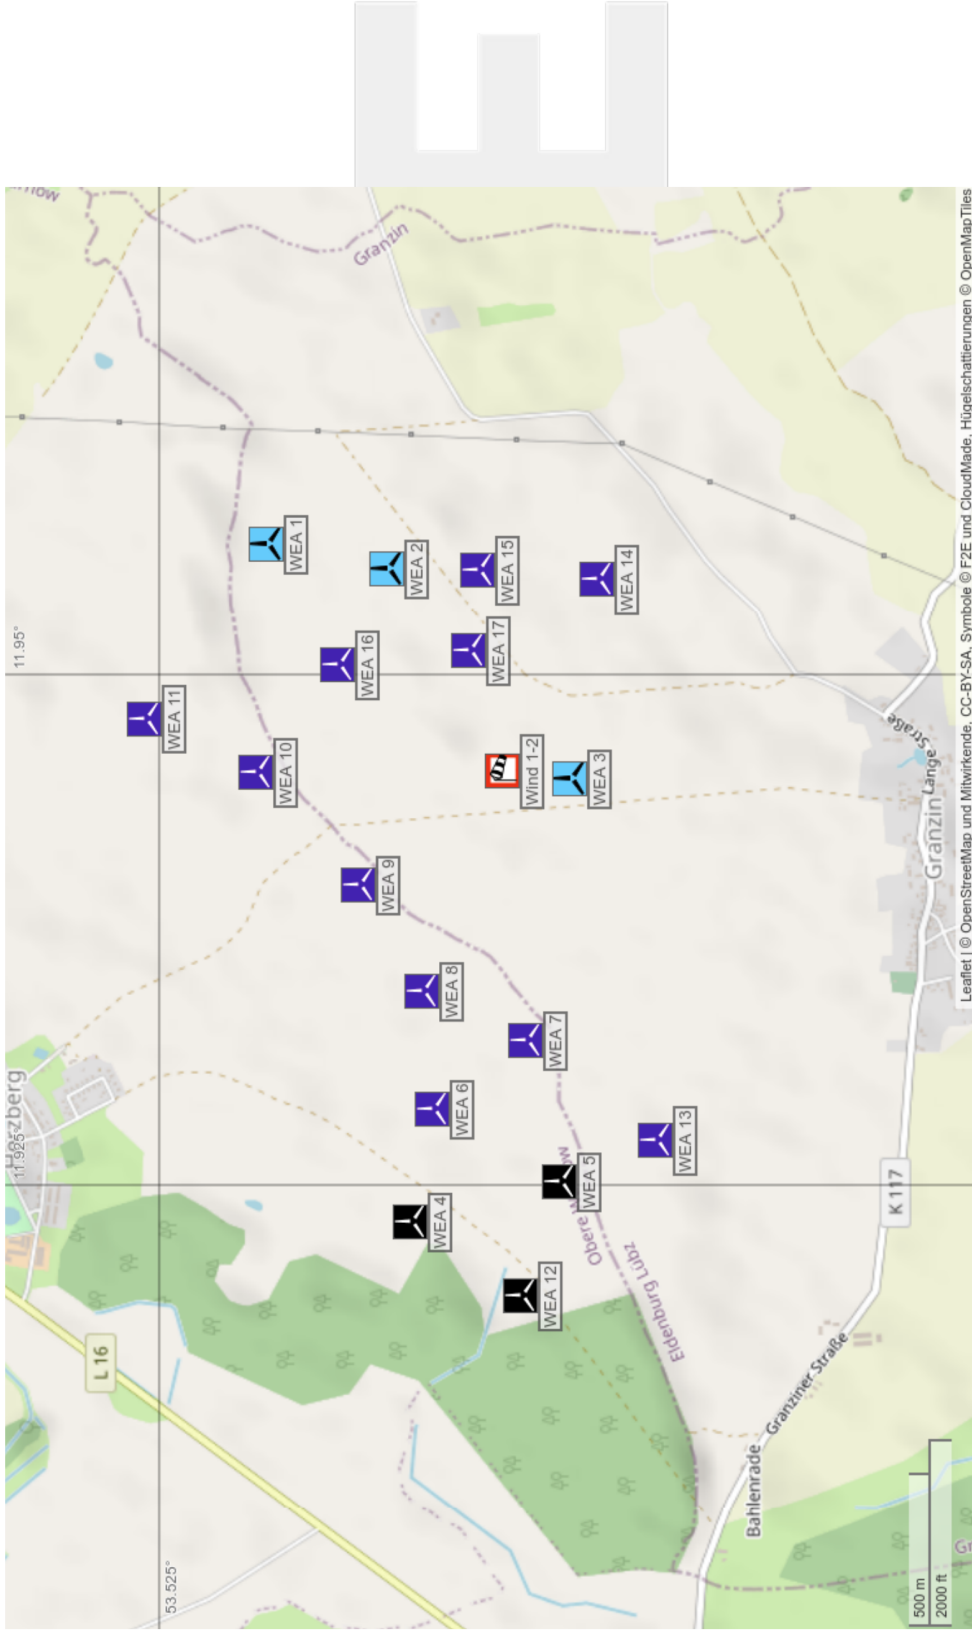 Herzberg
11.925°
11.95°
L 16
53.525°
WEA 11
WEA 10
WEA 1
WEA 16
Granzin
WEA 9
WEA 2
WEA 4
WEA 8
WEA 6
WEA 17
WEA 15
Wind 1-2
WEA 12
WEA 7
WEA 5
WEA 3
Obere
WEA 14
Eldenburg Lübz
WEA 13
Bahlenrade
Granziner Straße
K 117
Lange Straße
Granzin
500 m
2000 ft
Leaflet | © OpenStreetMap und Mitwirkende, CC-BY-SA, Symbole © F2E und CloudMade, Hügelschattierungen © OpenMapTiles